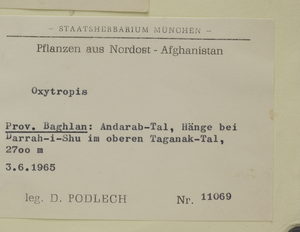 - STAATSHERBARIUM MÜNCHEN -
Pflanzen aus Nordost - Afghanistan
Oxytropis
Prov. Baghlan: Andarab-Tal, Hänge bei
Darrah-i-Shu im oberen Taganak-Tal,
2700 m
3.6.1965
leg. D. PODLECH Nr. 11069